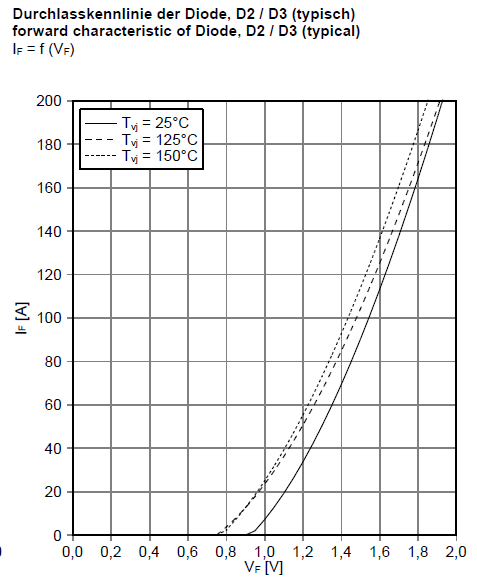 Durchlasskennlinie der Diode, D2 / D3 (typisch)
forward characteristic of Diode, D2 / D3 (typical)
IF = f (VF)
Tvj = 25°C
Tvj = 125°C
Tvj = 150°C
200
180
160
140
120
100
80
60
40
20
0
IF [A]
0,0 0,2 0,4 0,6 0,8 1,0 1,2 1,4 1,6 1,8 2,0
VF [V]